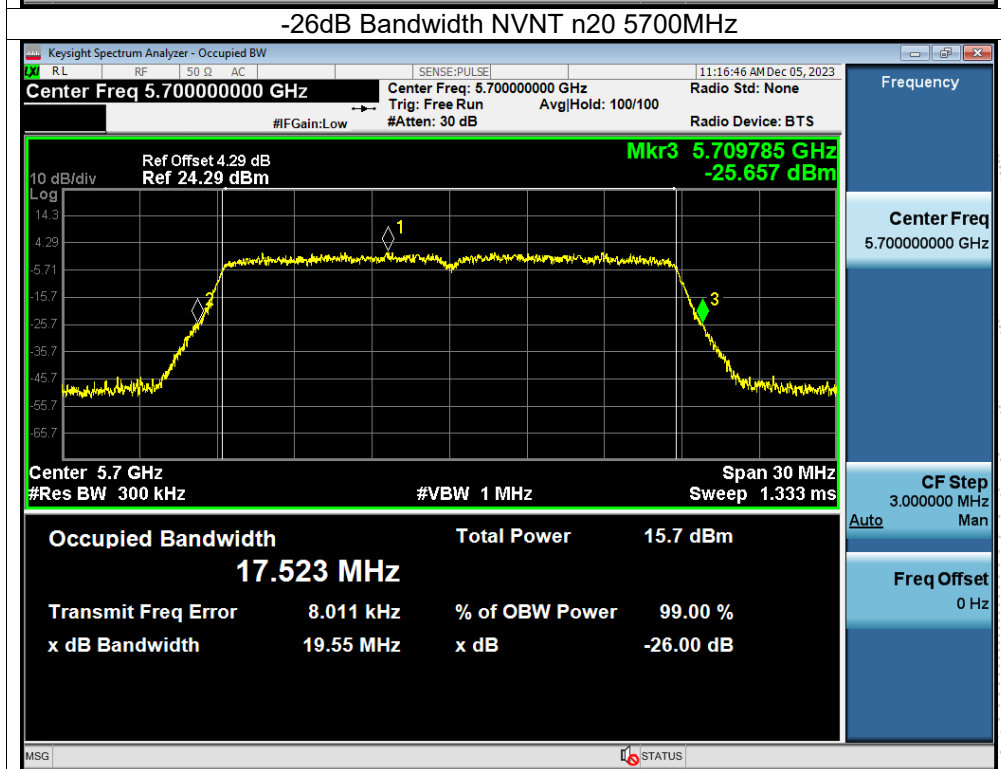 -26dB Bandwidth NVNT n20 5700MHz
Keysight Spectrum Analyzer - Occupied BW
LXI RL RF 50 Ω AC SENSE:PULSE 11:16:46 AM Dec 05, 2023
Center Freq 5.700000000 GHz Center Freq: 5.700000000 GHz Radio Std: None
Trig: Free Run Avg|Hold: 100/100
#IFGain:Low #Atten: 30 dB Radio Device: BTS
Frequency
Mkr3 5.709785 GHz
Ref Offset 4.29 dB
10 dB/div Ref 24.29 dBm -25.657 dBm
Log
14.3
4.29
-5.71
-15.7
-25.7
-35.7
-45.7
-55.7
-65.7
1
2
3
Center 5.7 GHz Span 30 MHz
#Res BW 300 kHz #VBW 1 MHz Sweep 1.333 ms
Occupied Bandwidth Total Power 15.7 dBm
17.523 MHz
Transmit Freq Error 8.011 kHz % of OBW Power 99.00 %
x dB Bandwidth 19.55 MHz x dB -26.00 dB
Center Freq
5.700000000 GHz
CF Step
3.000000 MHz
Auto Man
Freq Offset
0 Hz
MSG STATUS